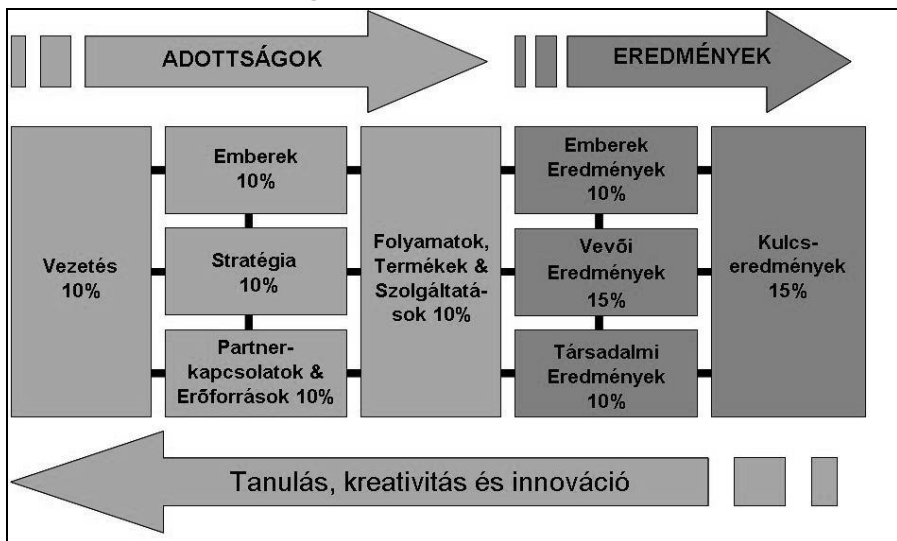 ADOTTSÁGOK
EREDMÉNYEK
Vezetés
10%
Emberek
10%
Stratégia
10%
Partner-
kapcsolatok &
Erőforrások 10%
Folyamatok,
Termékek &
Szolgáltatá-
sok 10%
Emberek
Eredmények
10%
Vevői
Eredmények
15%
Társadalmi
Eredmények
10%
Kulcs-
eredmények
15%
Tanulás, kreativitás és innováció